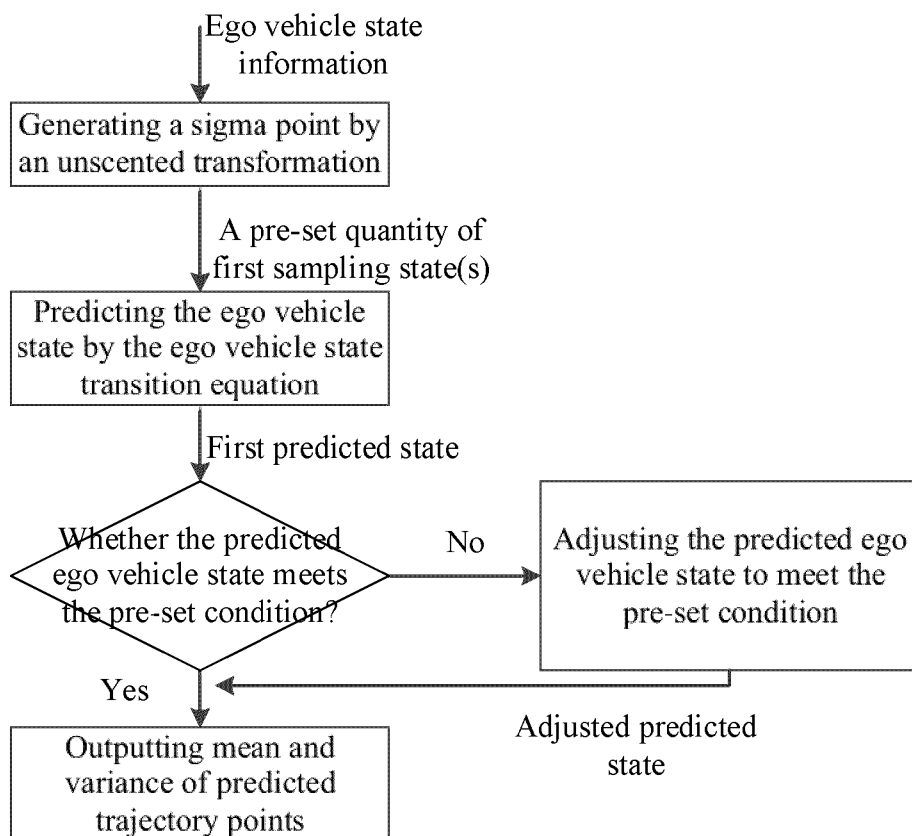 Ego vehicle state
information
Generating a sigma point by
an unscented transformation
A pre-set quantity of
first sampling state(s)
Predicting the ego vehicle
state by the ego vehicle state
transition equation
First predicted state
Whether the predicted
ego vehicle state meets
the pre-set condition?
No
Adjusting the predicted ego
vehicle state to meet the
pre-set condition
Yes
Adjusted predicted
state
Outputting mean and
variance of predicted
trajectory points